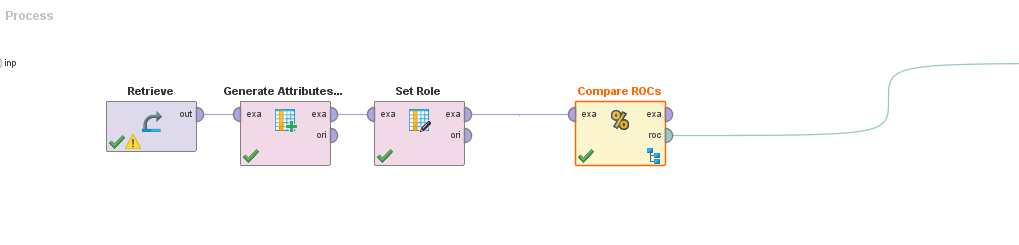 Process
inp
Retrieve
out
Generate Attributes...
exa
exa
ori
Set Role
exa
exa
ori
Compare ROCs
exa
%
exa
roc